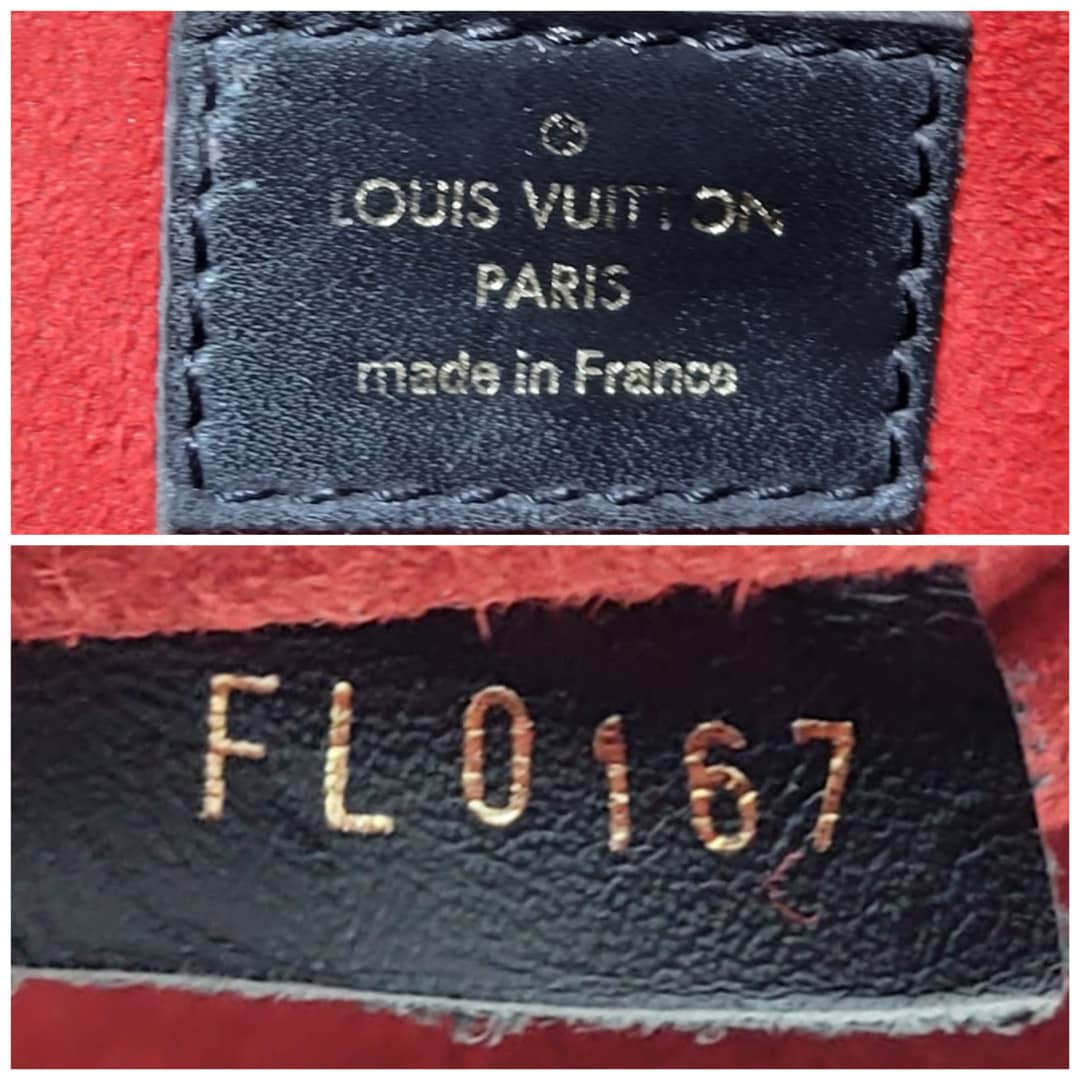 LOUIS VUITTON
PARIS
made in France
FL0167